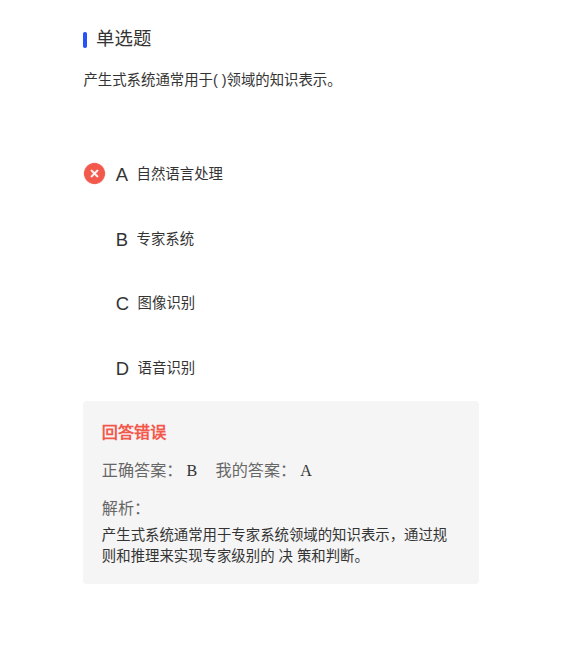 单选题
产生式系统通常用于( )领域的知识表示。
A 自然语言处理
B 专家系统
C 图像识别
D 语音识别
回答错误
正确答案： B 我的答案： A
解析：
产生式系统通常用于专家系统领域的知识表示，通过规
则和推理来实现专家级别的 决 策和判断。